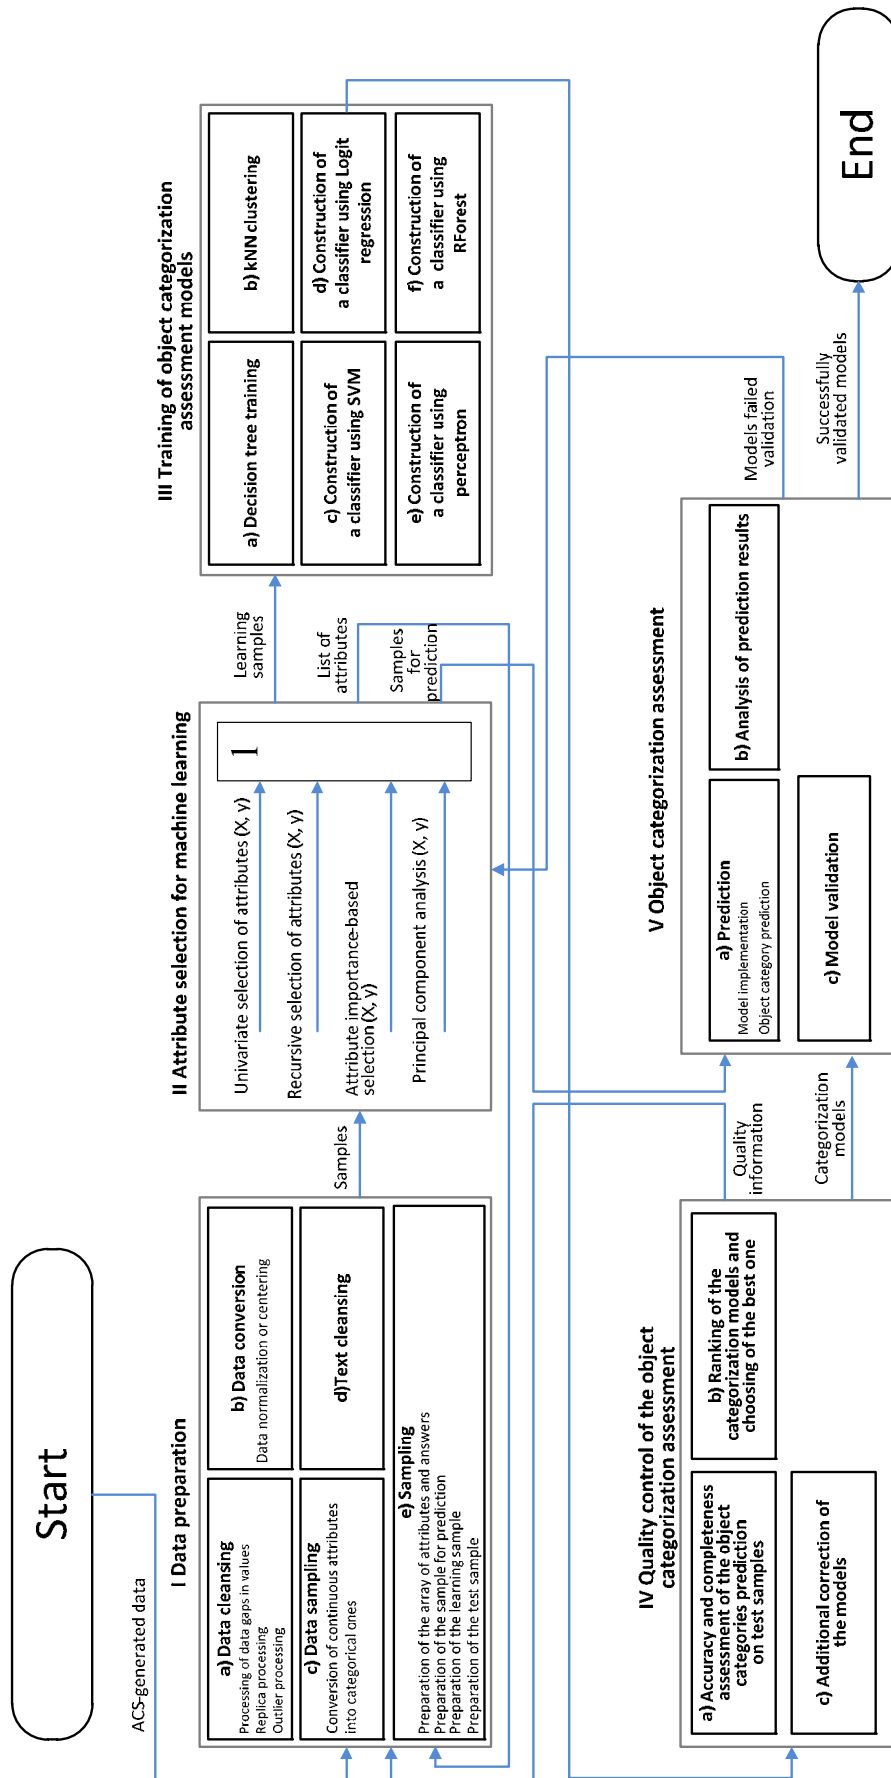 Start
ACS-generated data
I Data preparation
a) Data cleansing
Processing of data gaps in values
Replica processing
Outlier processing
b) Data conversion
Data normalization or centering
c) Data sampling
Conversion of continuous attributes
into categorical ones
d)Text cleansing
e) Sampling
Preparation of the array of attributes and answers
Preparation of the sample for prediction
Preparation of the learning sample
Preparation of the test sample
Samples
II Attribute selection for machine learning
Univariate selection of attributes (X, y)
Recursive selection of attributes (X, y)
Attribute importance-based
selection (X, y)
Principal component analysis (X, y)
1
Learning
samples
List of
attributes
Samples
for
prediction
III Training of object categorization
assessment models
a) Decision tree training
b) kNN clustering
c) Construction of
a classifier using SVM
d) Construction of
a classifier using Logit
regression
e) Construction of
a classifier using
perceptron
f) Construction of
a classifier using
RForest
IV Quality control of the object
categorization assessment
a) Accuracy and completeness
assessment of the object
categories prediction
on test samples
b) Ranking of the
categorization models and
choosing of the best one
c) Additional correction of
the models
Quality
information
Categorization
models
V Object categorization assessment
a) Prediction
Model implementation
Object category prediction
b) Analysis of prediction results
c) Model validation
Models failed
validation
Successfully
validated models
End